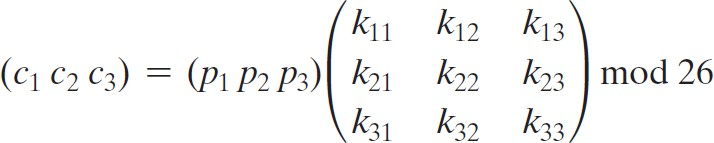 (c₁ c₂ c₃) = (p₁ p₂ p₃) ( k₁₁ k₁₂ k₁₃
k₂₁ k₂₂ k₂₃
k₃₁ k₃₂ k₃₃ ) mod 26